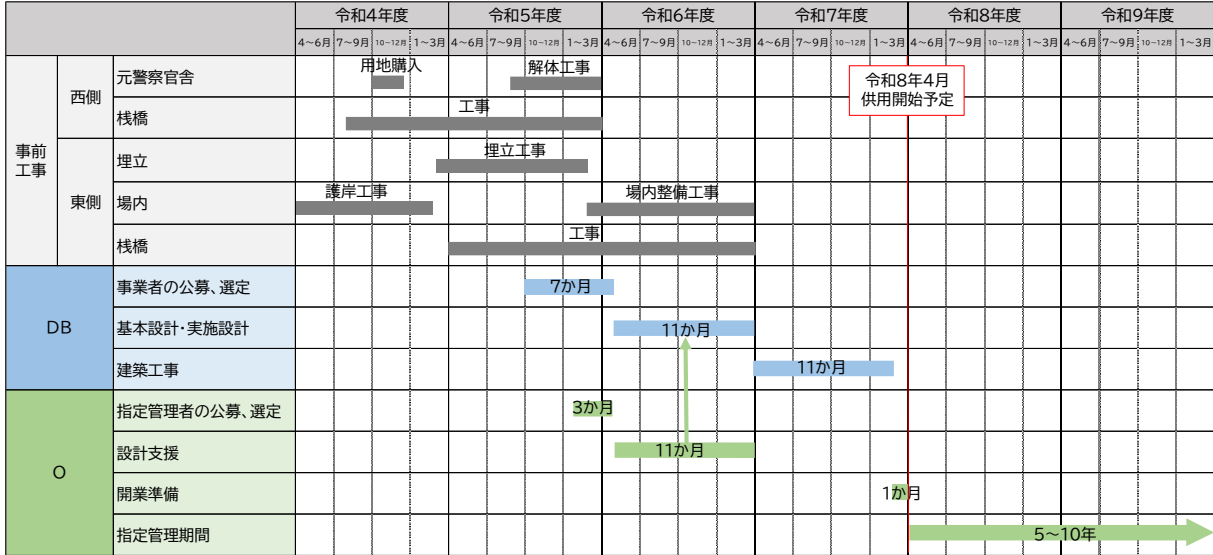 令和4年度 令和5年度 令和6年度 令和7年度 令和8年度 令和9年度
4～6月 7～9月 10～12月 1～3月 4～6月 7～9月 10～12月 1～3月 4～6月 7～9月 10～12月 1～3月 4～6月 7～9月 10～12月 1～3月 4～6月 7～9月 10～12月 1～3月 4～6月 7～9月 10～12月 1～3月
事前
工事
西側
元警察官舎 用地購入 解体工事
令和8年4月
供用開始予定
桟橋 工事
東側
埋立 埋立工事
場内 護岸工事 場内整備工事
桟橋 工事
DB
事業者の公募、選定 7か月
基本設計・実施設計 11か月
建築工事 11か月
O
指定管理者の公募、選定 3か月
設計支援 11か月
開業準備 1か月
指定管理期間 5～10年